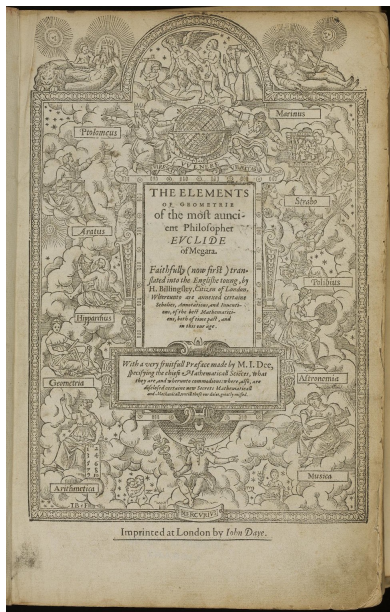 Ptolomeus
Marinus
Strabo
Aratus
Polibius
Hipparchus
Geometria
Astronomia
Arithmetica
Musica
MERCVRIVS
THE ELEMENTS
OF GEOMETRIE
of the most aunci-
ent Philosopher
EVCLIDE
of Megara.
Faithfully (now first) tran-
slated into the Englishe toung, by
H. Billingsley, Citizen of London.
Whereunto are annexed certaine
Scholies, Annotations, and Inuenti-
ons, of the best Mathematici-
ens, both of time past, and
in this our age.
With a very fruitfull Præface made by M. I. Dee,
specifying the chiefe Mathematicall Sciẽces, what
they are, and wherunto commodious: where, also, are
disclosed certaine new Secrets Mathematicall
and Mechanicall, vntill these our daies, greatly missed.
Imprinted at London by Iohn Daye.